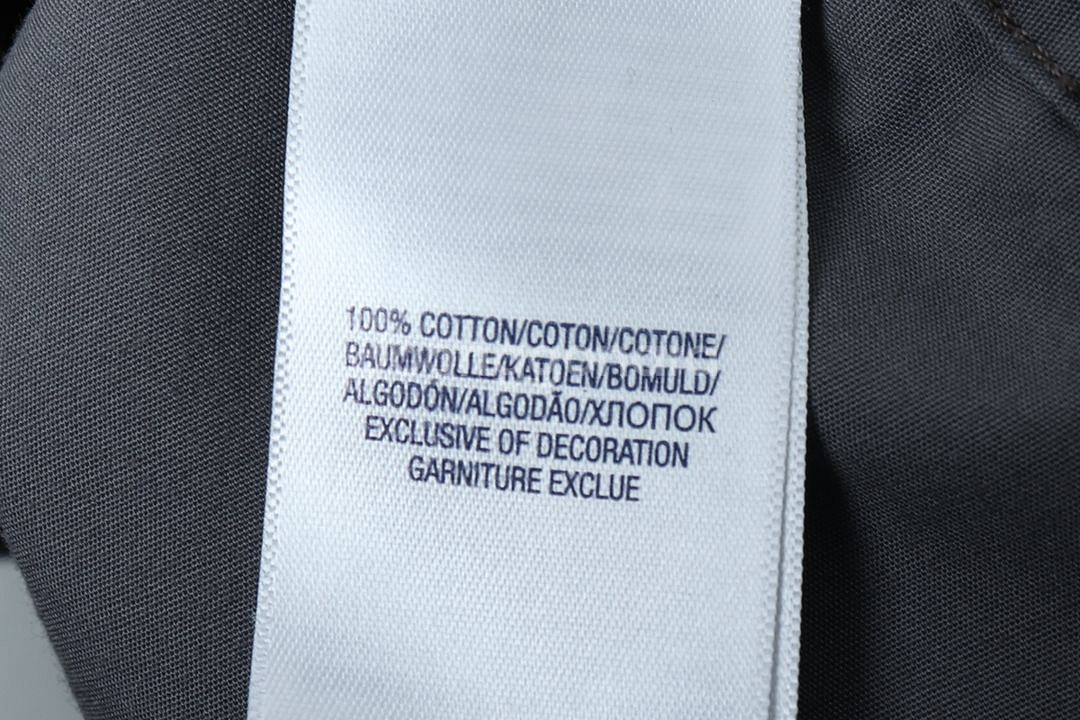 100% COTTON/COTON/COTONE/
BAUMWOLLE/KATOEN/BOMULD/
ALGODÓN/ALGODÃO/ХЛОПОК
EXCLUSIVE OF DECORATION
GARNITURE EXCLUE